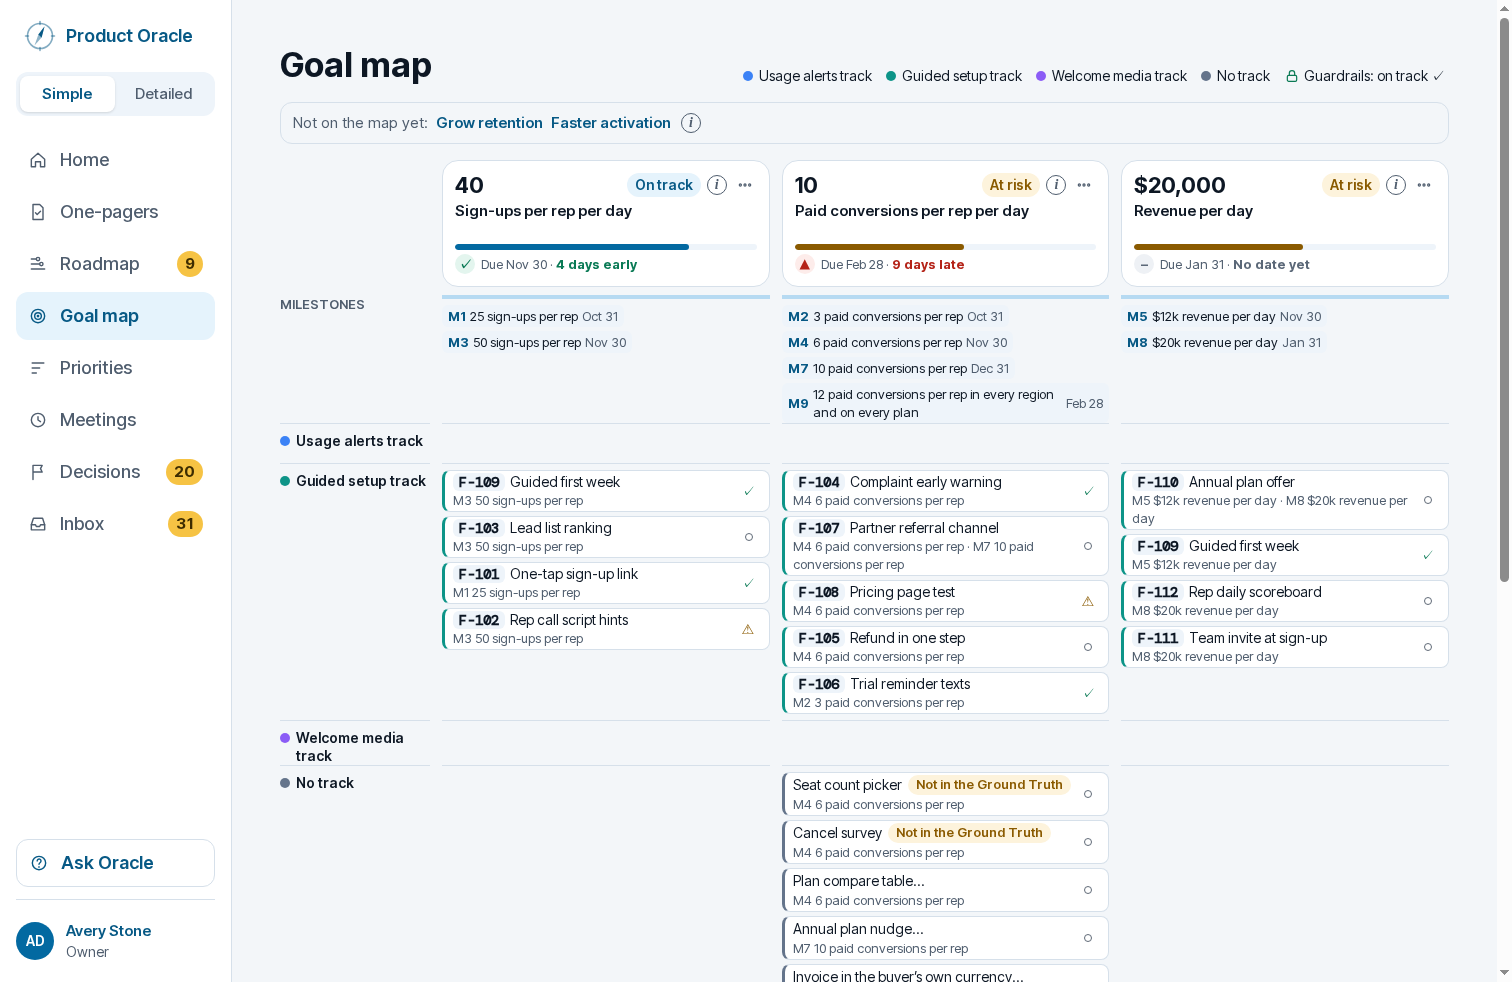 Product Oracle
Simple
Detailed
Home
One-pagers
Roadmap
9
Goal map
Priorities
Meetings
Decisions
20
Inbox
31
Ask Oracle
AD
Avery Stone
Owner
Goal map
Usage alerts track
Guided setup track
Welcome media track
No track
Guardrails: on track ✓
Not on the map yet: Grow retention Faster activation i
40
On track
i
Sign-ups per rep per day
✓ Due Nov 30 · 4 days early
10
At risk
i
Paid conversions per rep per day
▲ Due Feb 28 · 9 days late
$20,000
At risk
i
Revenue per day
– Due Jan 31 · No date yet
MILESTONES
M1 25 sign-ups per rep Oct 31
M3 50 sign-ups per rep Nov 30
M2 3 paid conversions per rep Oct 31
M4 6 paid conversions per rep Nov 30
M7 10 paid conversions per rep Dec 31
M9 12 paid conversions per rep in every region
and on every plan
Feb 28
M5 $12k revenue per day Nov 30
M8 $20k revenue per day Jan 31
Usage alerts track
Guided setup track
F-109 Guided first week
M3 50 sign-ups per rep
✓
F-103 Lead list ranking
M3 50 sign-ups per rep
F-101 One-tap sign-up link
M1 25 sign-ups per rep
✓
F-102 Rep call script hints
M3 50 sign-ups per rep
⚠
F-104 Complaint early warning
M4 6 paid conversions per rep
✓
F-107 Partner referral channel
M4 6 paid conversions per rep · M7 10 paid
conversions per rep
F-108 Pricing page test
M4 6 paid conversions per rep
⚠
F-105 Refund in one step
M4 6 paid conversions per rep
F-106 Trial reminder texts
M2 3 paid conversions per rep
✓
F-110 Annual plan offer
M5 $12k revenue per day · M8 $20k revenue per
day
F-109 Guided first week
M5 $12k revenue per day
✓
F-112 Rep daily scoreboard
M8 $20k revenue per day
F-111 Team invite at sign-up
M8 $20k revenue per day
Welcome media
track
No track
Seat count picker Not in the Ground Truth
M4 6 paid conversions per rep
Cancel survey Not in the Ground Truth
M4 6 paid conversions per rep
Plan compare table...
M4 6 paid conversions per rep
Annual plan nudge...
M7 10 paid conversions per rep
Invoice in the buyer's own currency...